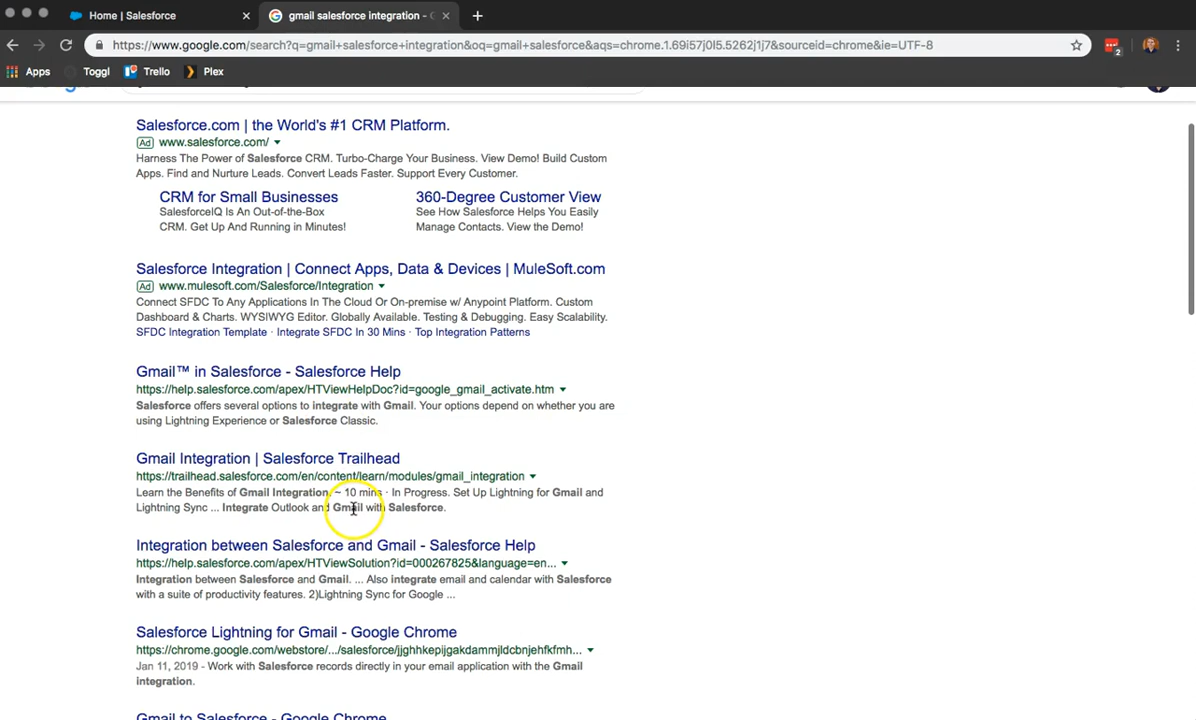 Home | Salesforce
gmail salesforce integration -
https://www.google.com/search?q=gmail+salesforce+integration&oq=gmail+salesforce&aqs=chrome.1.69i57j0l5.5262j1j7&sourceid=chrome&ie=UTF-8
2
Apps Toggl Trello Plex
Salesforce.com | the World's #1 CRM Platform.
Ad www.salesforce.com/
Harness The Power of Salesforce CRM. Turbo-Charge Your Business. View Demo! Build Custom
Apps. Find and Nurture Leads. Convert Leads Faster. Support Every Customer.
CRM for Small Businesses
SalesforceIQ Is An Out-of-the-Box
CRM. Get Up And Running in Minutes!
360-Degree Customer View
See How Salesforce Helps You Easily
Manage Contacts. View the Demo!
Salesforce Integration | Connect Apps, Data & Devices | MuleSoft.com
Ad www.mulesoft.com/Salesforce/Integration
Connect SFDC To Any Applications In The Cloud Or On-premise w/ Anypoint Platform. Custom
Dashboard & Charts. WYSIWYG Editor. Globally Available. Testing & Debugging. Easy Scalability.
SFDC Integration Template · Integrate SFDC In 30 Mins · Top Integration Patterns
Gmail™ in Salesforce - Salesforce Help
https://help.salesforce.com/apex/HTViewHelpDoc?id=google_gmail_activate.htm
Salesforce offers several options to integrate with Gmail. Your options depend on whether you are
using Lightning Experience or Salesforce Classic.
Gmail Integration | Salesforce Trailhead
https://trailhead.salesforce.com/en/content/learn/modules/gmail_integration
Learn the Benefits of Gmail Integration. ~ 10 mins · In Progress. Set Up Lightning for Gmail and
Lightning Sync ... Integrate Outlook and Gmail with Salesforce.
Integration between Salesforce and Gmail - Salesforce Help
https://help.salesforce.com/apex/HTViewSolution?id=000267825&language=en...
Integration between Salesforce and Gmail. ... Also integrate email and calendar with Salesforce
with a suite of productivity features. 2)Lightning Sync for Google ...
Salesforce Lightning for Gmail - Google Chrome
https://chrome.google.com/webstore/.../salesforce/jjghhkepijgakdammjldcbnjehfkfmh...
Jan 11, 2019 - Work with Salesforce records directly in your email application with the Gmail
integration.
Gmail to Salesforce - Google Chrome